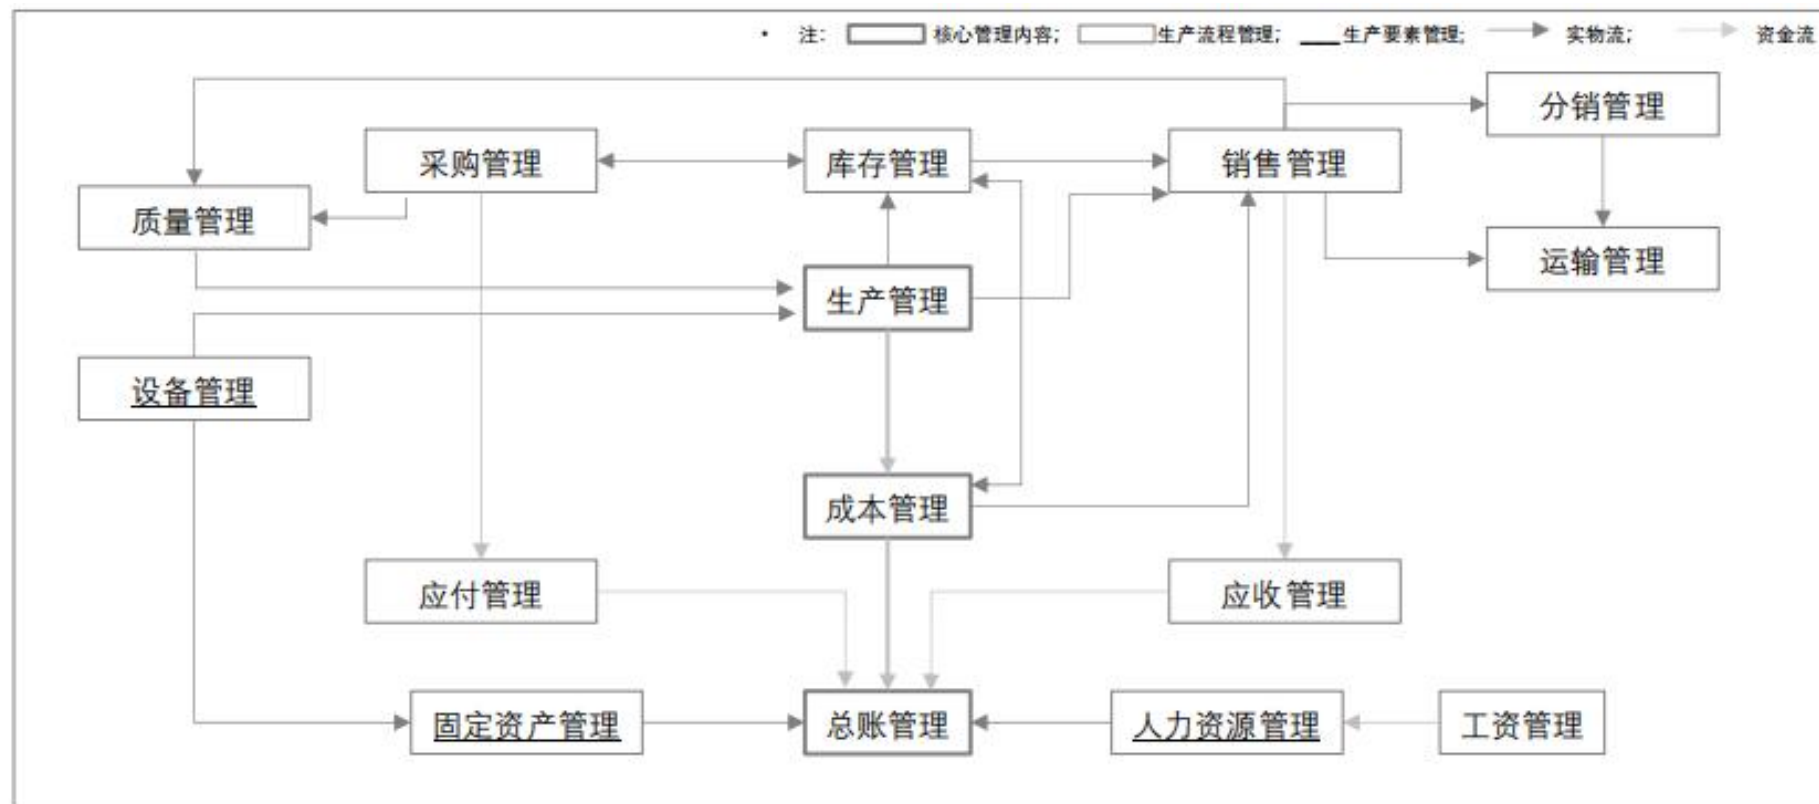 • 注： 核心管理内容； 生产流程管理； 生产要素管理； 实物流； 资金流
分销管理
采购管理 库存管理 销售管理
质量管理
运输管理
生产管理
设备管理
成本管理
应付管理 应收管理
固定资产管理 总账管理 人力资源管理 工资管理